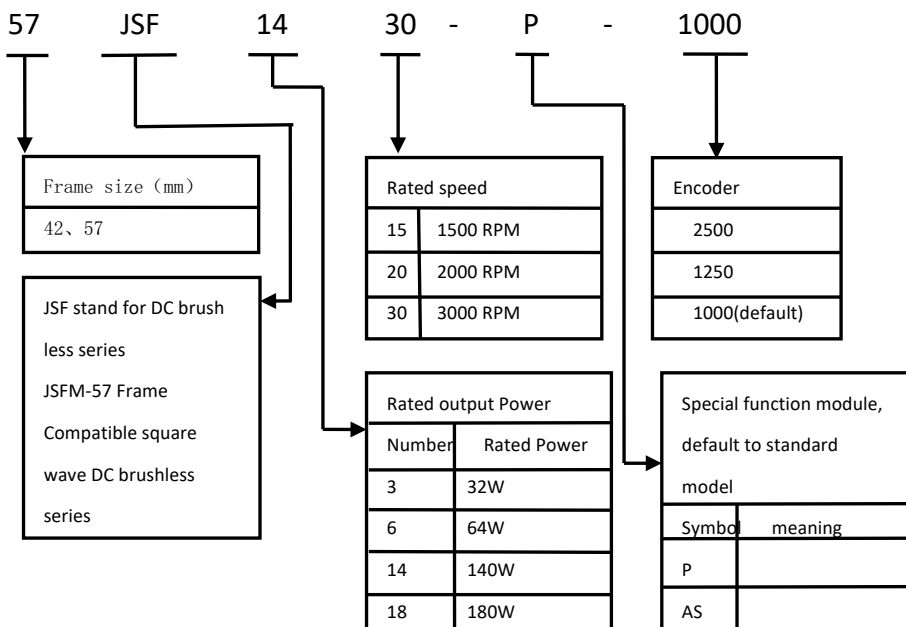 57 JSF 14 30 - P - 1000
Frame size（mm）
42、57
JSF stand for DC brush
less series
JSFM-57 Frame
Compatible square
wave DC brushless
series
Rated speed
15 1500 RPM
20 2000 RPM
30 3000 RPM
Encoder
2500
1250
1000(default)
Rated output Power
Number Rated Power
3 32W
6 64W
14 140W
18 180W
Special function module,
default to standard
model
Symbol meaning
P
AS